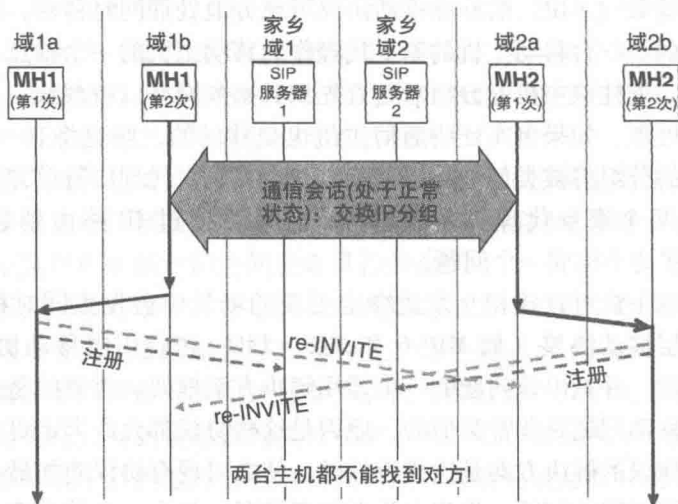 域1a
域1b
家乡
域1
家乡
域2
域2a
域2b
MH1
(第1次)
MH1
(第2次)
SIP
服务器
1
SIP
服务器
2
MH2
(第1次)
MH2
(第2次)
通信会话(处于正常
状态)：交换IP分组
注册
re-INVITE
注册
re-INVITE
两台主机都不能找到对方!